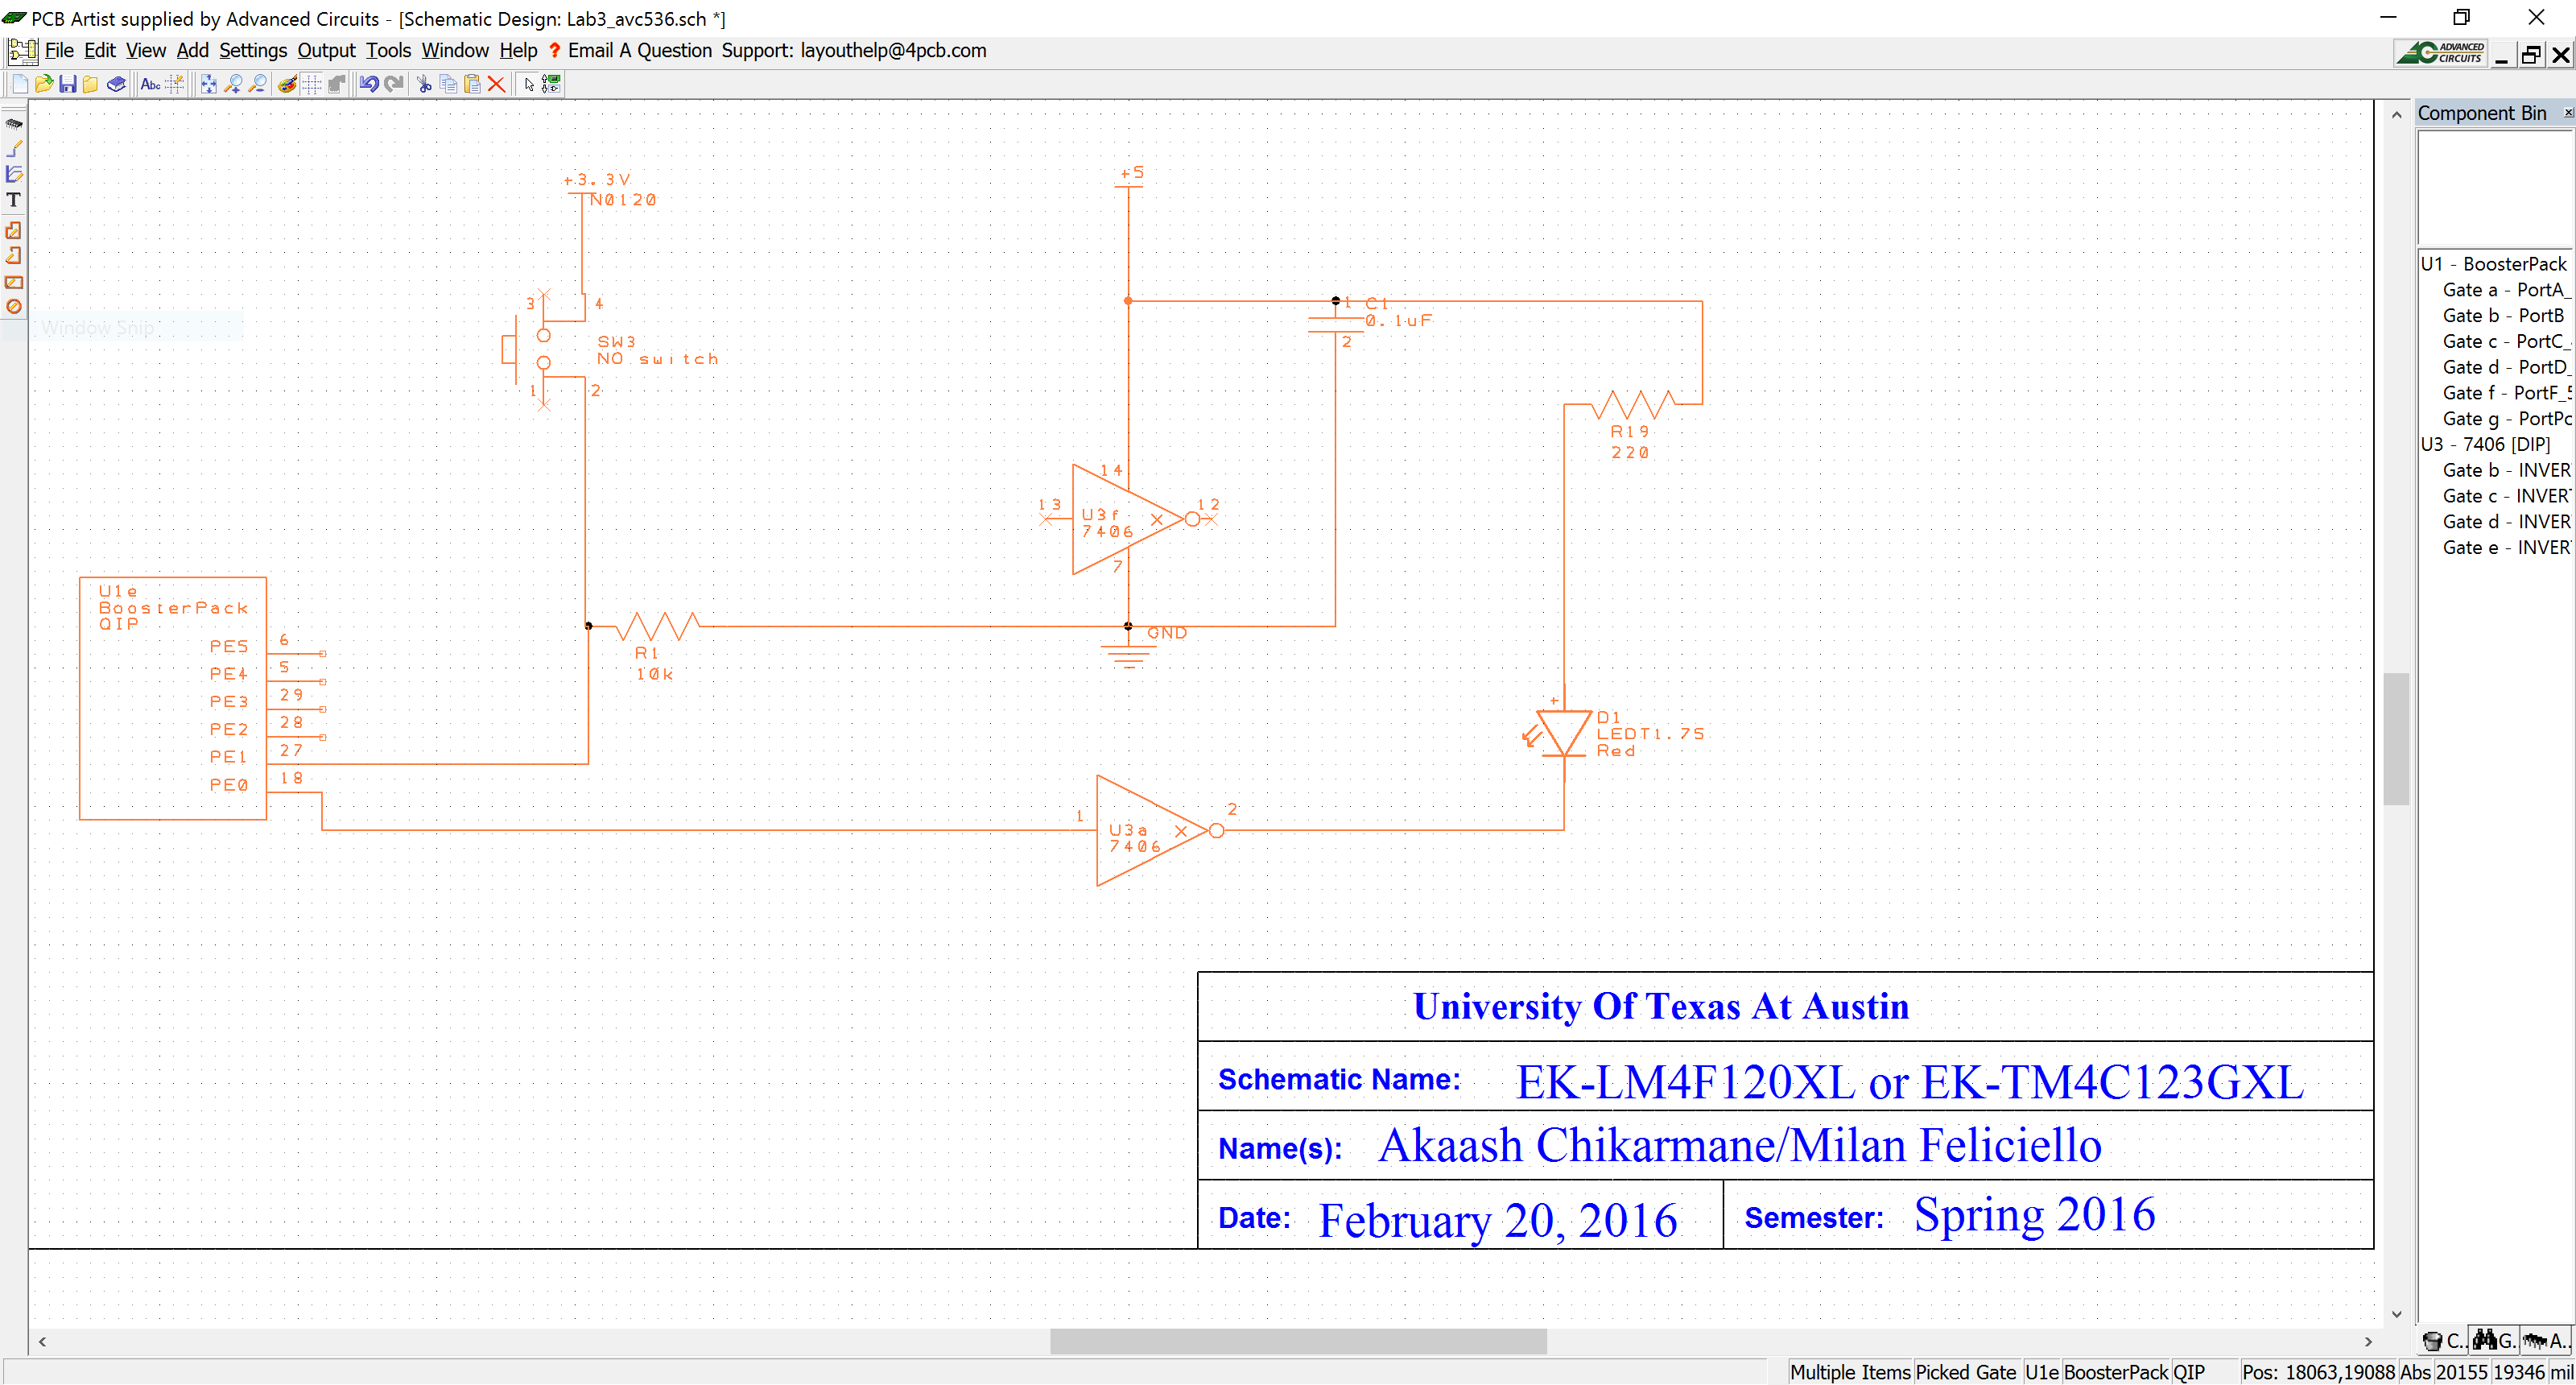 PCB Artist supplied by Advanced Circuits - [Schematic Design: Lab3_avc536.sch *]
File Edit View Add Settings Output Tools Window Help ? Email A Question Support: layouthelp@4pcb.com
ADVANCED
CIRCUITS
Abc
Component Bin
T
Window Snip
+3.3V
N0120
3
4
SW3
NO switch
1
2
+5
1
C1
0.1uF
2
R19
220
14
13
12
U3f
7406
7
GND
R1
10k
U1e
BoosterPack
QIP
PE5 6
PE4 5
PE3 29
PE2 28
PE1 27
PE0 18
+
D1
LEDT1.75
Red
1
U3a
7406
2
U1 - BoosterPack
Gate a - PortA_
Gate b - PortB
Gate c - PortC_
Gate d - PortD_
Gate f - PortF_5
Gate g - PortPo
U3 - 7406 [DIP]
Gate b - INVER
Gate c - INVER
Gate d - INVER
Gate e - INVER
University Of Texas At Austin
Schematic Name: EK-LM4F120XL or EK-TM4C123GXL
Name(s): Akaash Chikarmane/Milan Feliciello
Date: February 20, 2016 Semester: Spring 2016
C.. G. A..
Multiple Items Picked Gate U1e BoosterPack QIP Pos: 18063,19088 Abs 20155 19346 mil